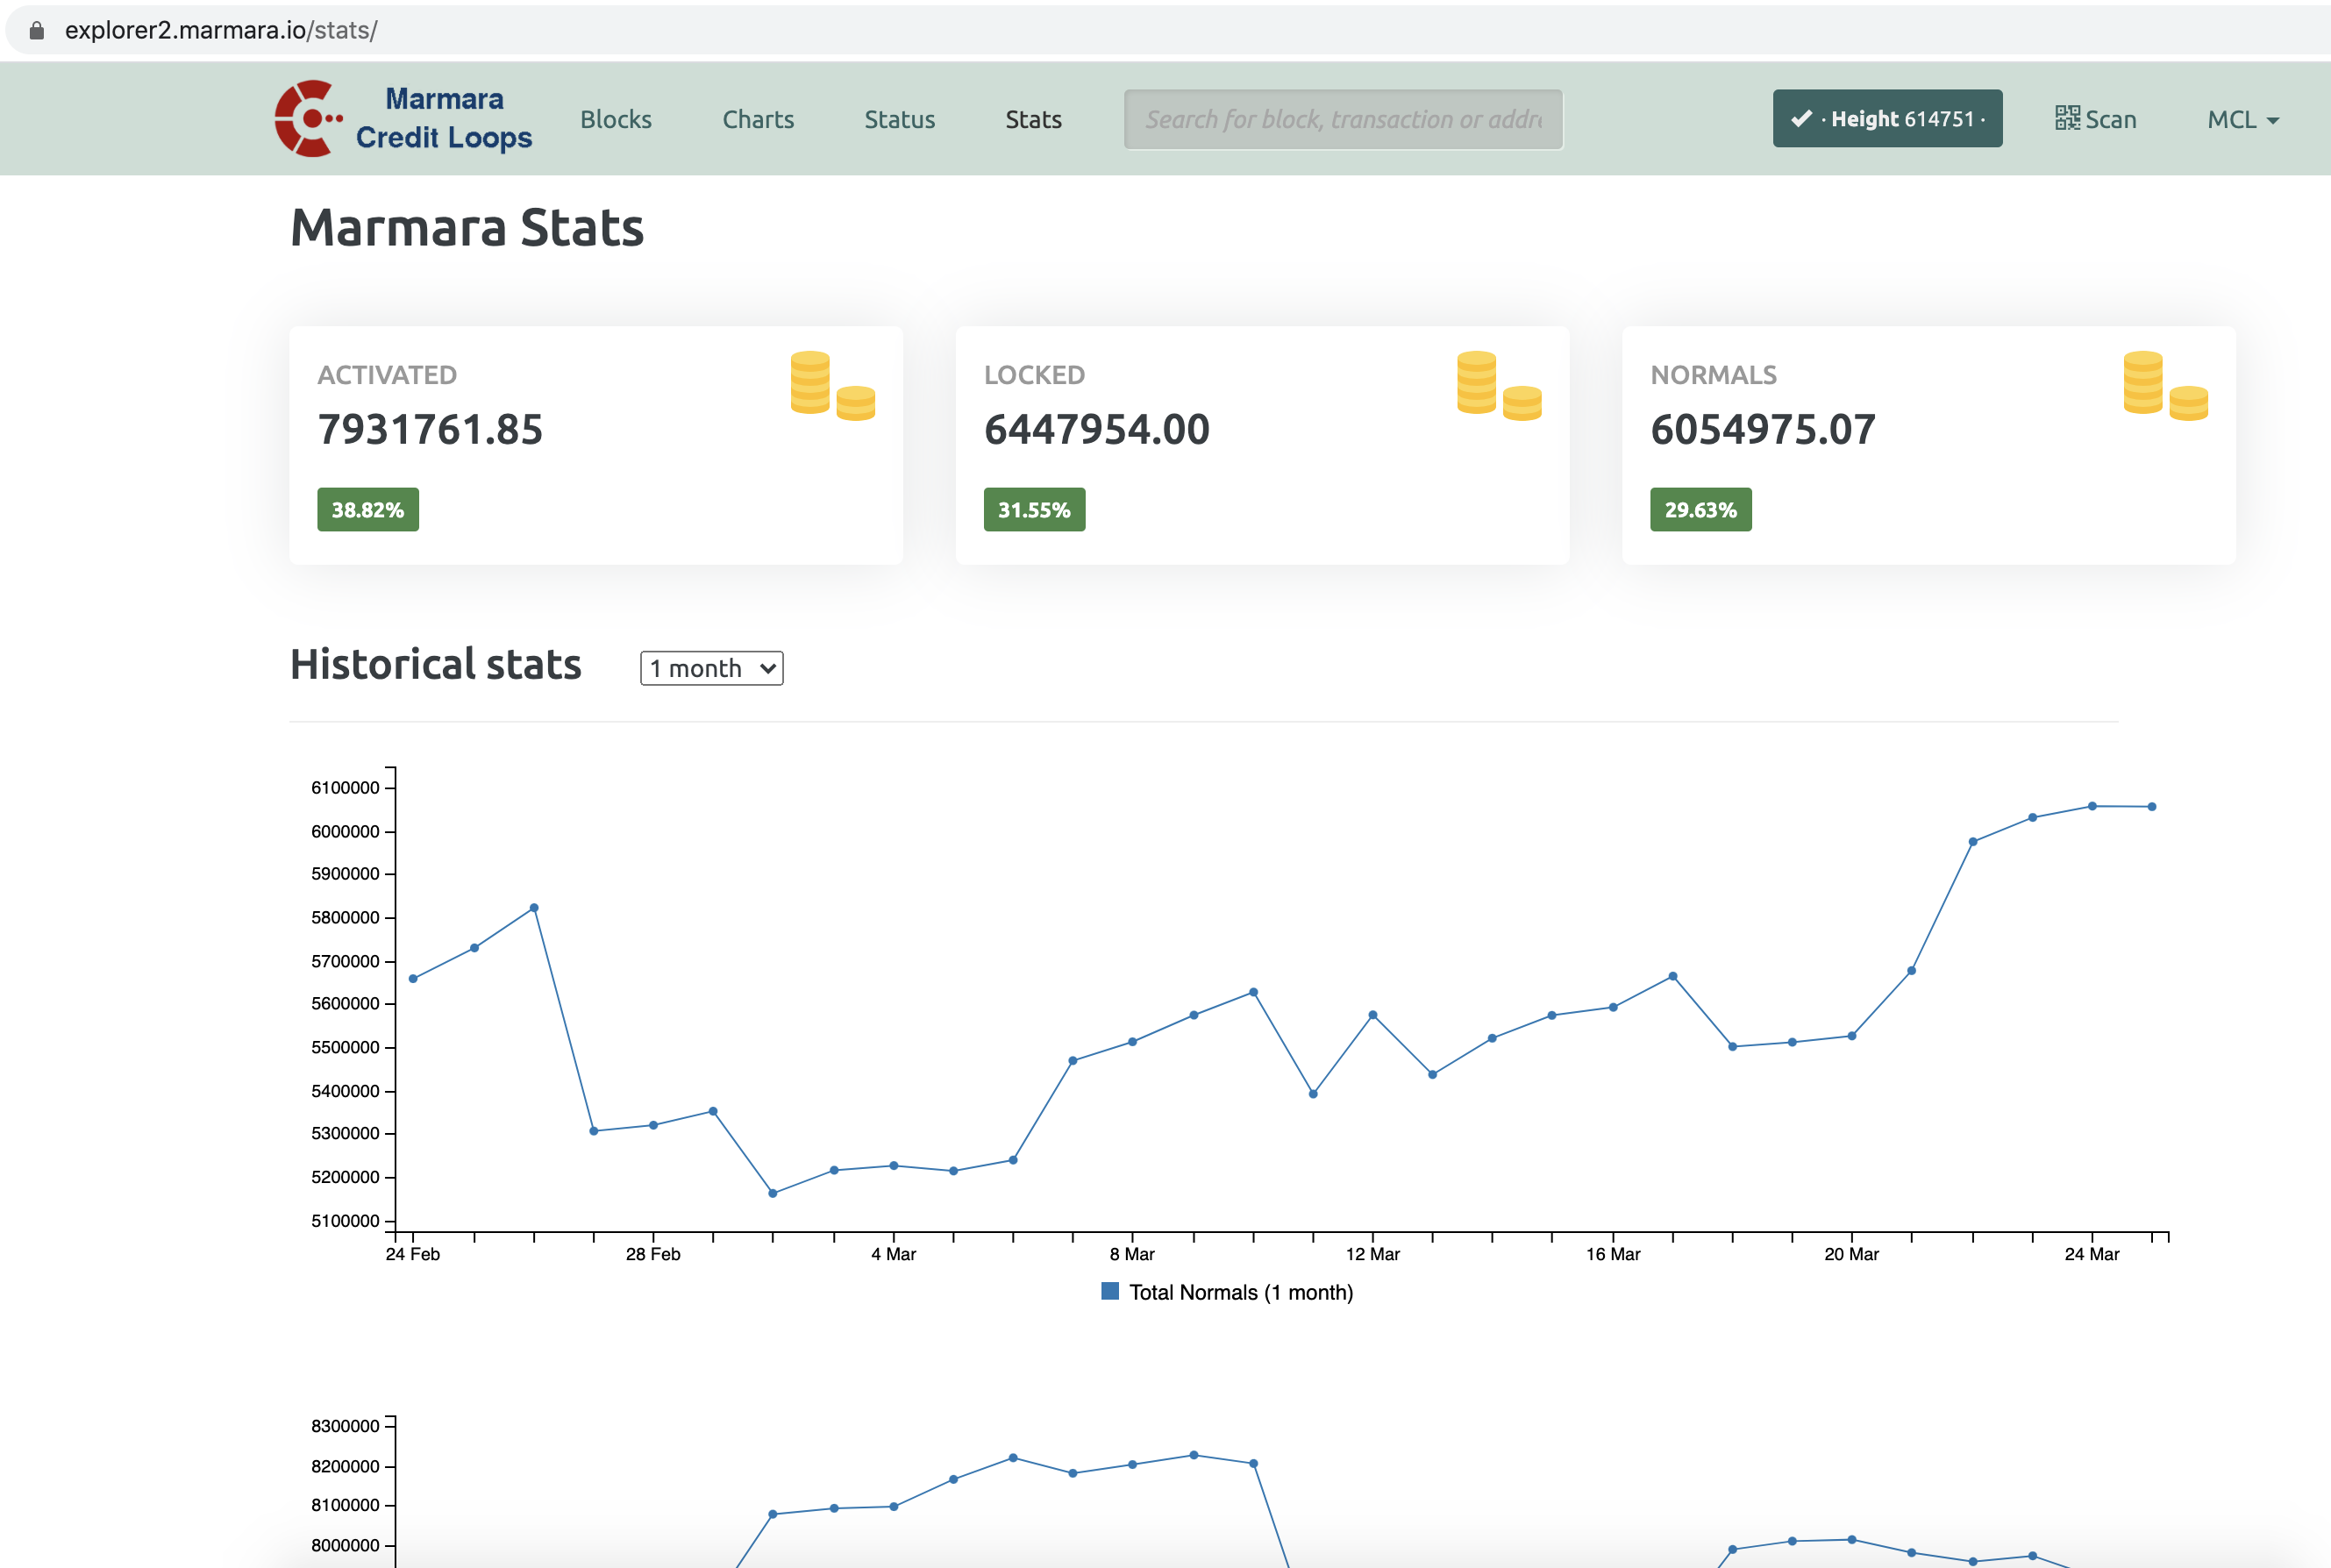 explorer2.marmara.io/stats/
Marmara
Credit Loops
Blocks
Charts
Status
Stats
Search for block, transaction or addre
· Height 614751 ·
Scan
MCL
Marmara Stats
ACTIVATED
7931761.85
38.82%
LOCKED
6447954.00
31.55%
NORMALS
6054975.07
29.63%
Historical stats
1 month
6100000
6000000
5900000
5800000
5700000
5600000
5500000
5400000
5300000
5200000
5100000
24 Feb
28 Feb
4 Mar
8 Mar
12 Mar
16 Mar
20 Mar
24 Mar
Total Normals (1 month)
8300000
8200000
8100000
8000000